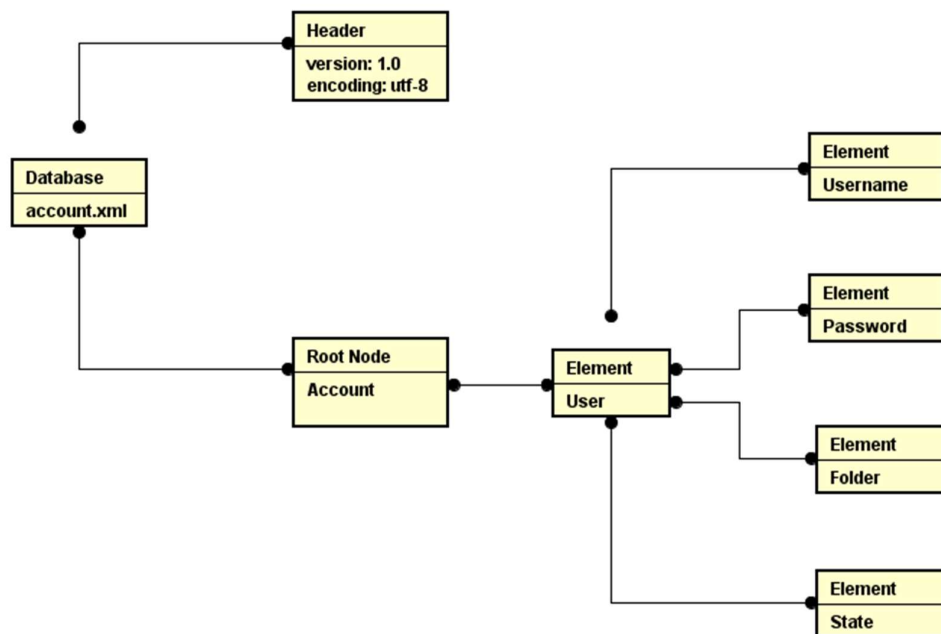 Header
version: 1.0
encoding: utf-8
Database
account.xml
Root Node
Account
Element
User
Element
Username
Element
Password
Element
Folder
Element
State